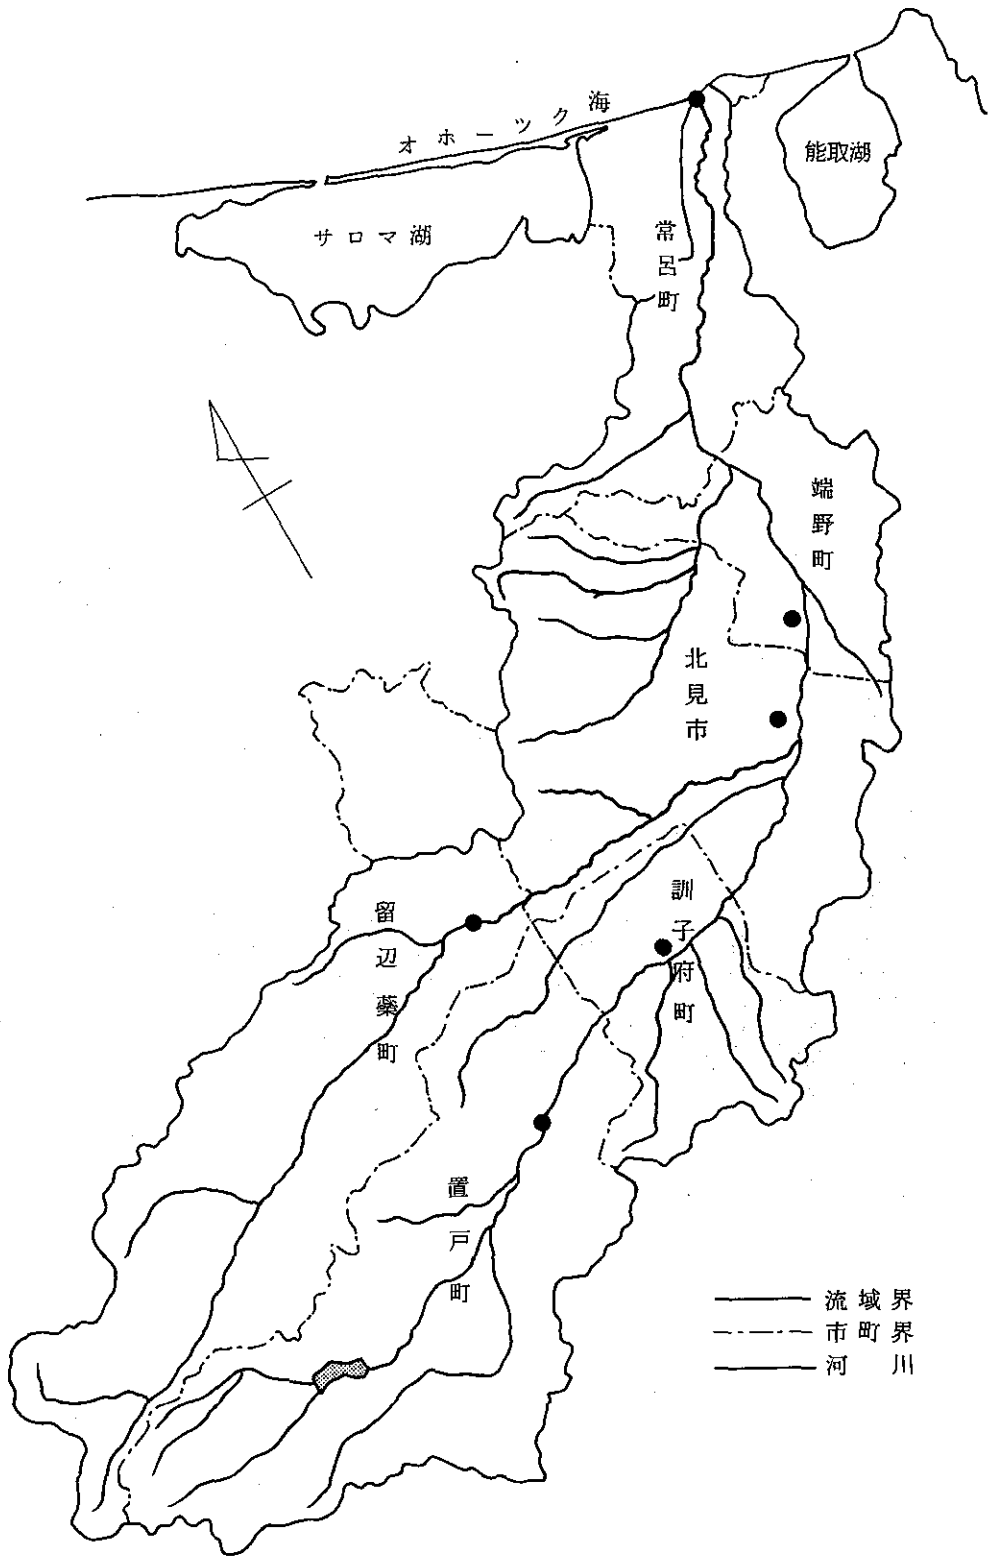 オホーツク海
能取湖
サロマ湖
常呂町
端野町
北見市
訓子府町
留辺蘂町
置戸町
流域界
市町界
河川